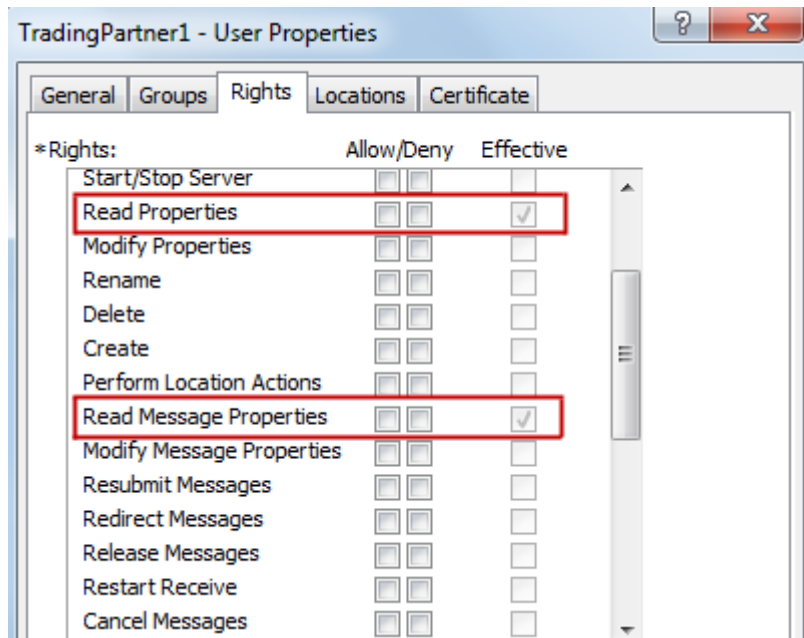 TradingPartner1 - User Properties
General Groups Rights Locations Certificate
*Rights: Allow/Deny Effective
Start/Stop Server
Read Properties
Modify Properties
Rename
Delete
Create
Perform Location Actions
Read Message Properties
Modify Message Properties
Resubmit Messages
Redirect Messages
Release Messages
Restart Receive
Cancel Messages